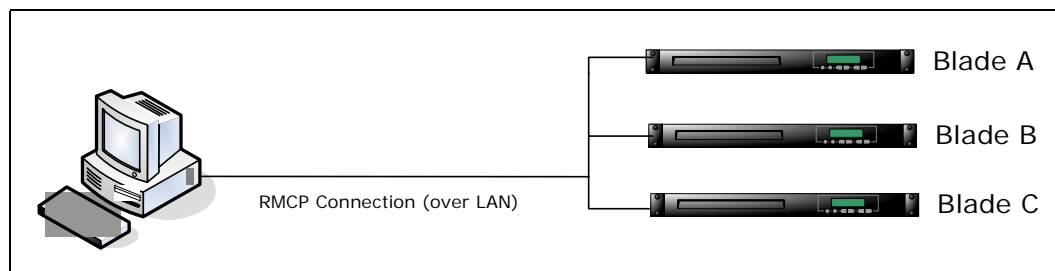 Blade A
Blade B
RMCP Connection (over LAN)
Blade C